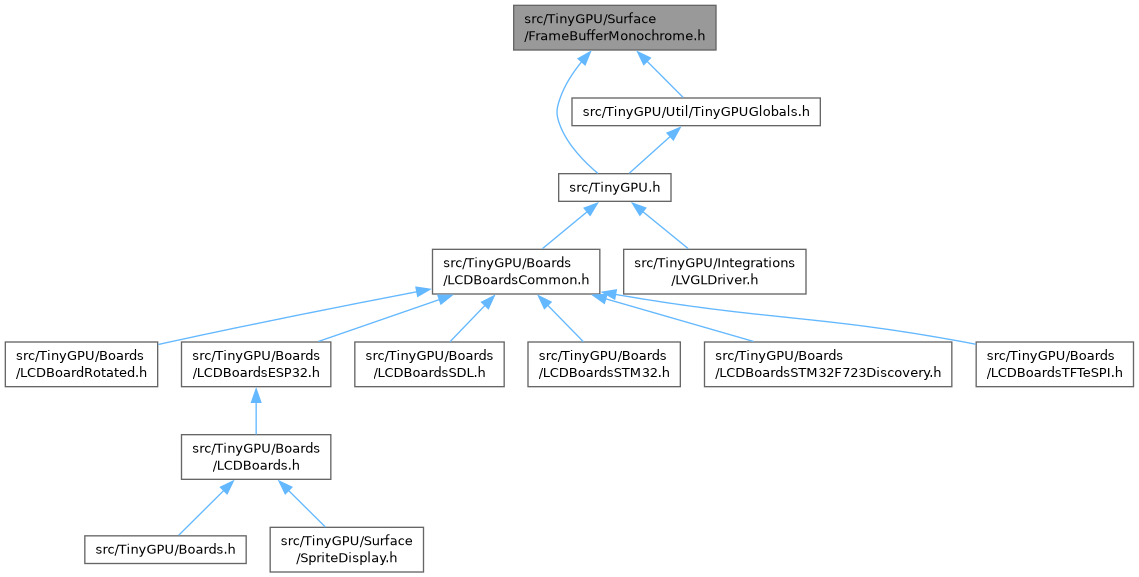 src/TinyGPU/Surface
/FrameBufferMonochrome.h
src/TinyGPU/Util/TinyGPUGlobals.h
src/TinyGPU.h
src/TinyGPU/Boards
/LCDBoardsCommon.h
src/TinyGPU/Integrations
/LVGLDriver.h
src/TinyGPU/Boards
/LCDBoardRotated.h
src/TinyGPU/Boards
/LCDBoardsESP32.h
src/TinyGPU/Boards
/LCDBoardsSDL.h
src/TinyGPU/Boards
/LCDBoardsSTM32.h
src/TinyGPU/Boards
/LCDBoardsSTM32F723Discovery.h
src/TinyGPU/Boards
/LCDBoardsTFTeSPI.h
src/TinyGPU/Boards
/LCDBoards.h
src/TinyGPU/Boards.h
src/TinyGPU/Surface
/SpriteDisplay.h